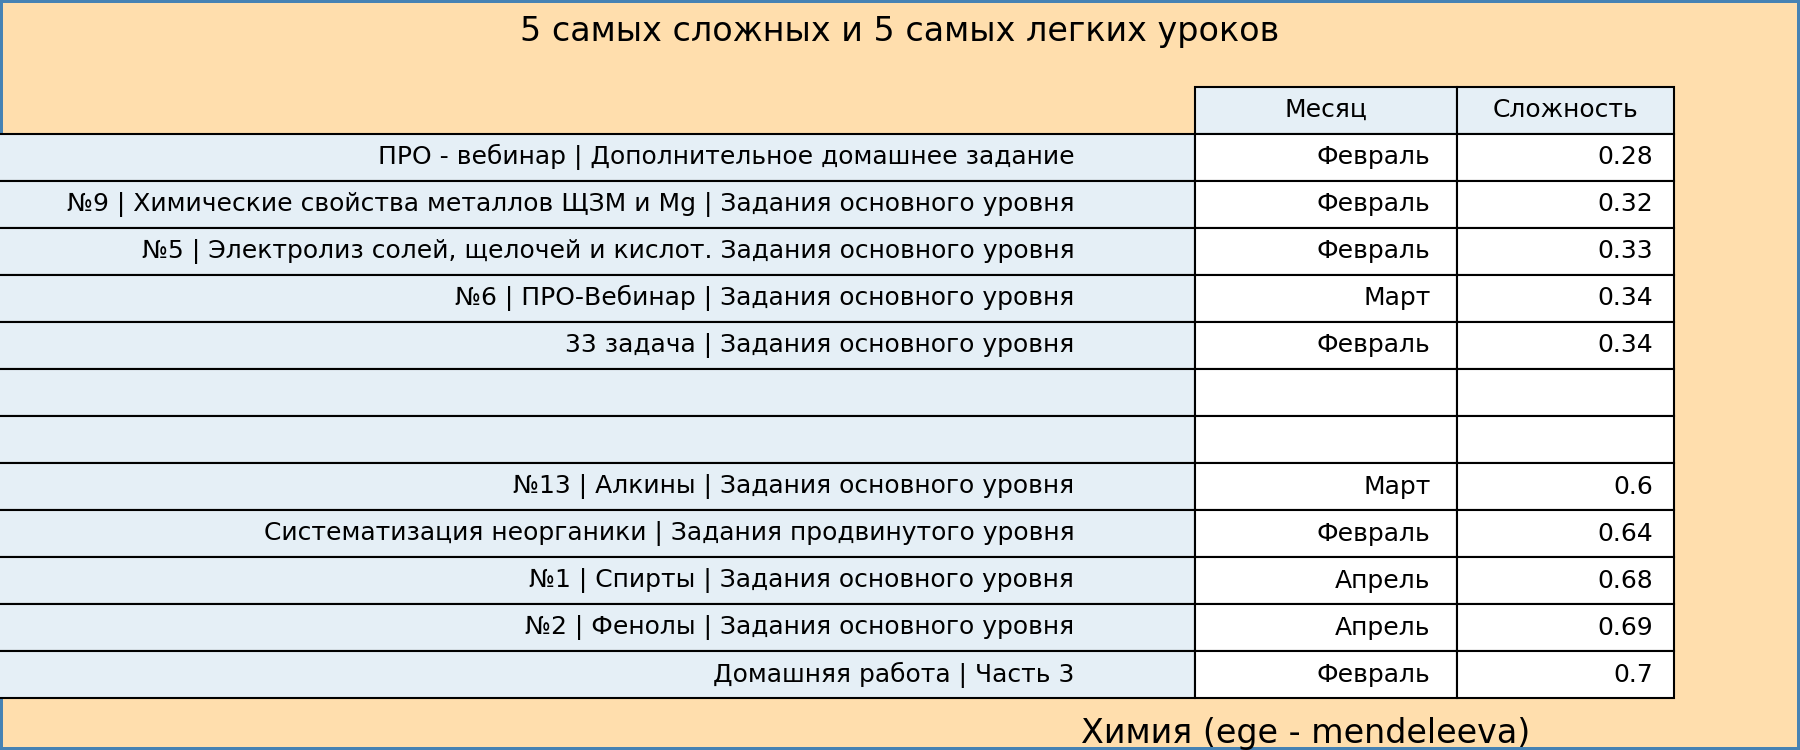 5 самых сложных и 5 самых легких уроков
Месяц Сложность
ПРО - вебинар | Дополнительное домашнее задание Февраль 0.28
№9 | Химические свойства металлов ЩЗМ и Mg | Задания основного уровня Февраль 0.32
№5 | Электролиз солей, щелочей и кислот. Задания основного уровня Февраль 0.33
№6 | ПРО-Вебинар | Задания основного уровня Март 0.34
33 задача | Задания основного уровня Февраль 0.34
№13 | Алкины | Задания основного уровня Март 0.6
Систематизация неорганики | Задания продвинутого уровня Февраль 0.64
№1 | Спирты | Задания основного уровня Апрель 0.68
№2 | Фенолы | Задания основного уровня Апрель 0.69
Домашняя работа | Часть 3 Февраль 0.7
Химия (ege - mendeleeva)